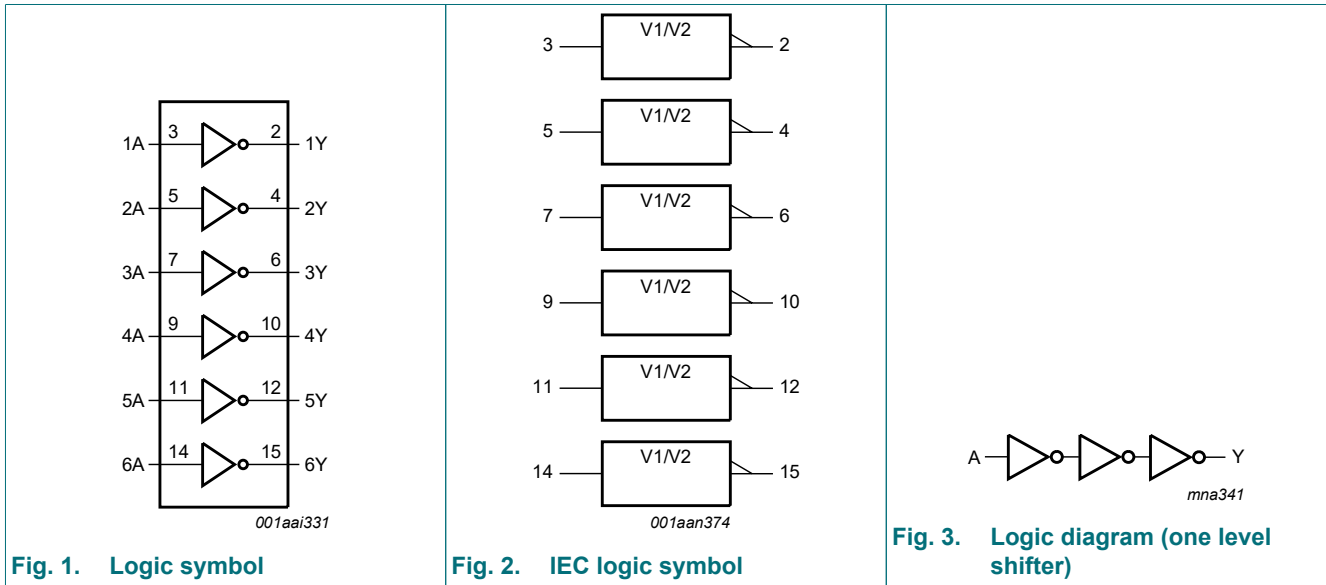 1A 3 2 1Y
2A 5 4 2Y
3A 7 6 3Y
4A 9 10 4Y
5A 11 12 5Y
6A 14 15 6Y
001aai331
Fig. 1. Logic symbol
V1/V2
3 2
V1/V2
5 4
V1/V2
7 6
V1/V2
9 10
V1/V2
11 12
V1/V2
14 15
001aan374
Fig. 2. IEC logic symbol
A Y
mna341
Fig. 3. Logic diagram (one level
shifter)